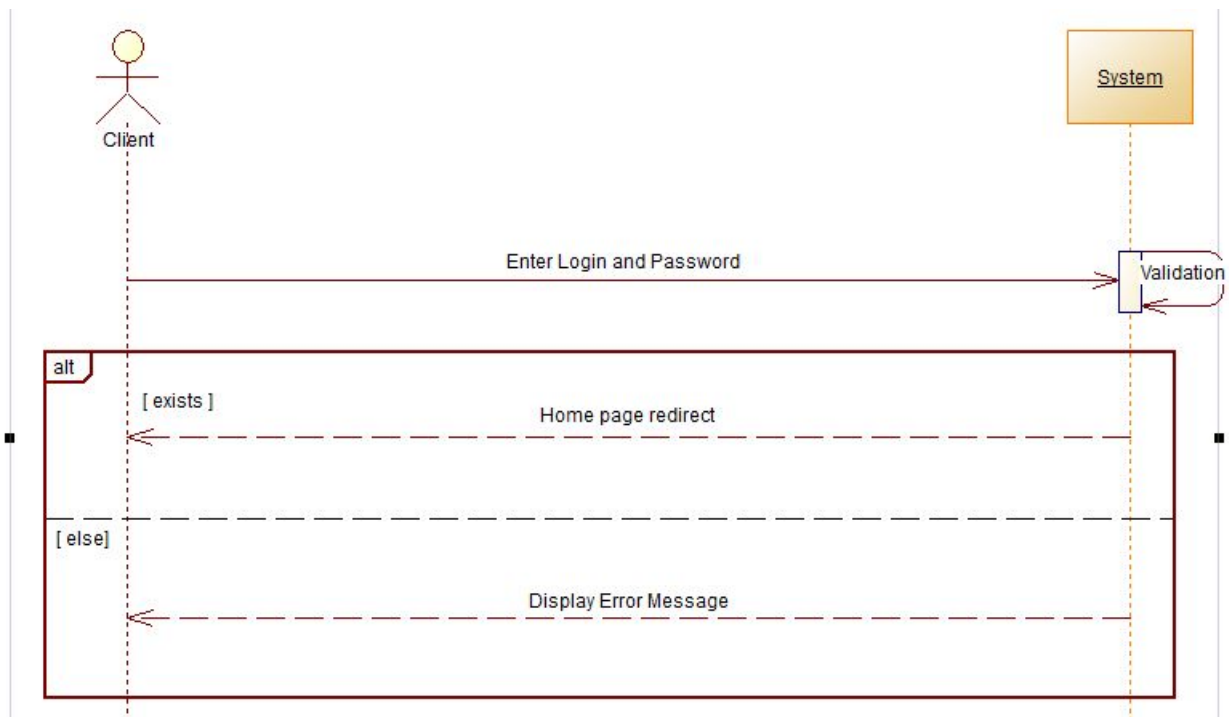 System
Client
Enter Login and Password
Validation
alt
[ exists ]
Home page redirect
[ else]
Display Error Message